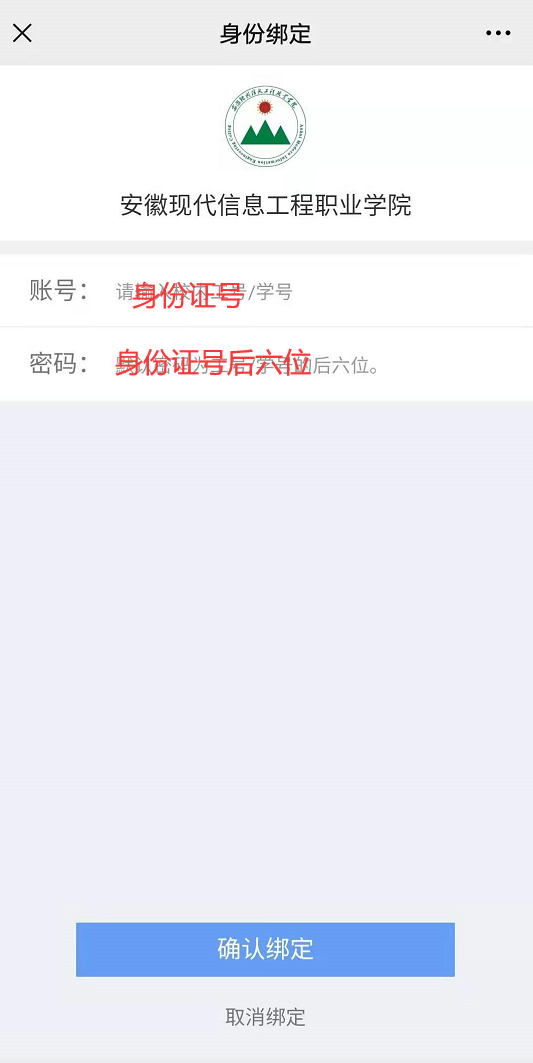 身份绑定
安徽现代信息工程职业学院
账号：
身份证号
/学号
密码：
身份证号后六位
的后六位。
确认绑定
取消绑定